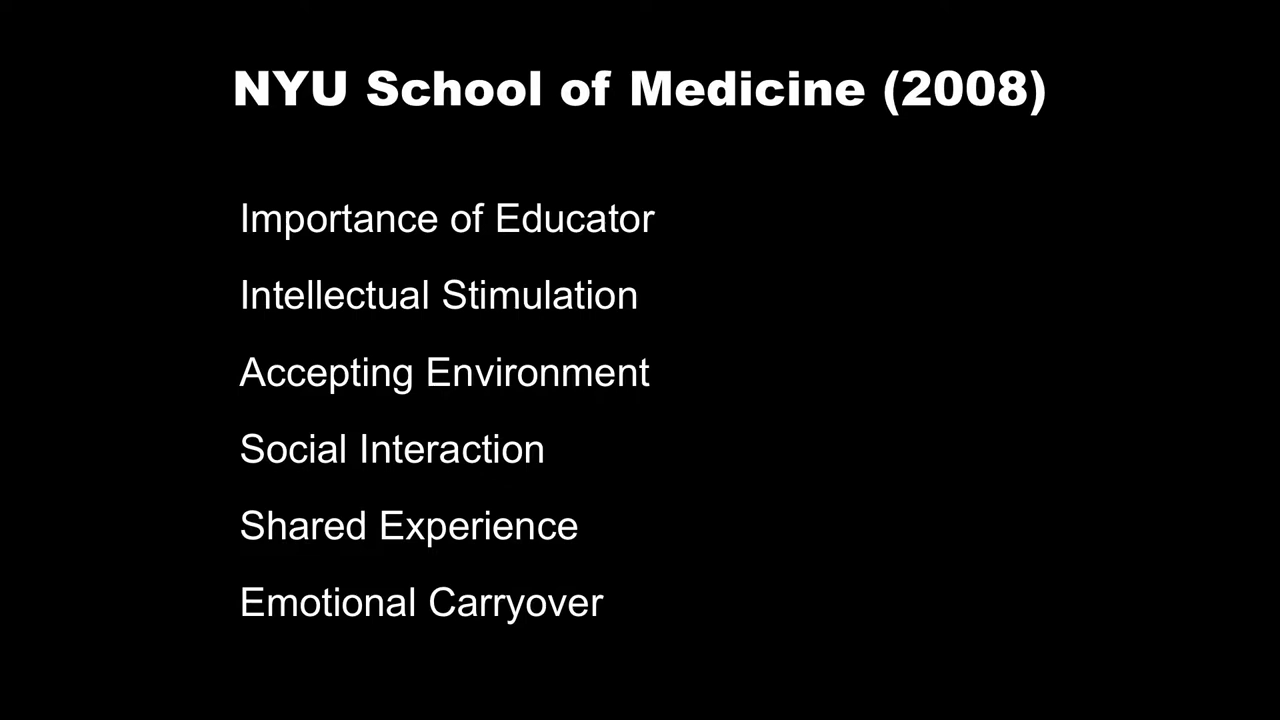 NYU School of Medicine (2008)
Importance of Educator
Intellectual Stimulation
Accepting Environment
Social Interaction
Shared Experience
Emotional Carryover